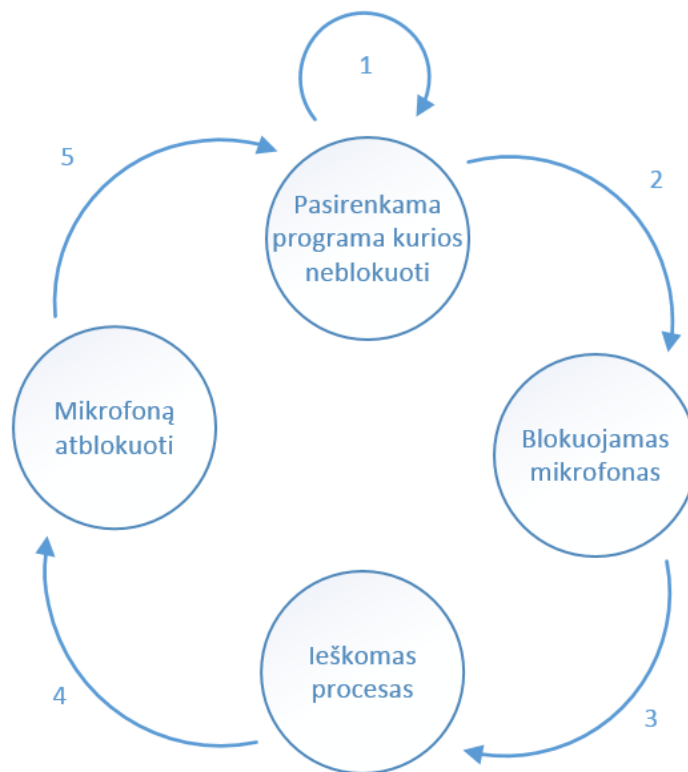 1
5
2
Pasirenkama
programa kurios
neblokuoti
Mikrofoną
atblokuoti
Blokuojamas
mikrofonas
Ieškomas
procesas
4
3